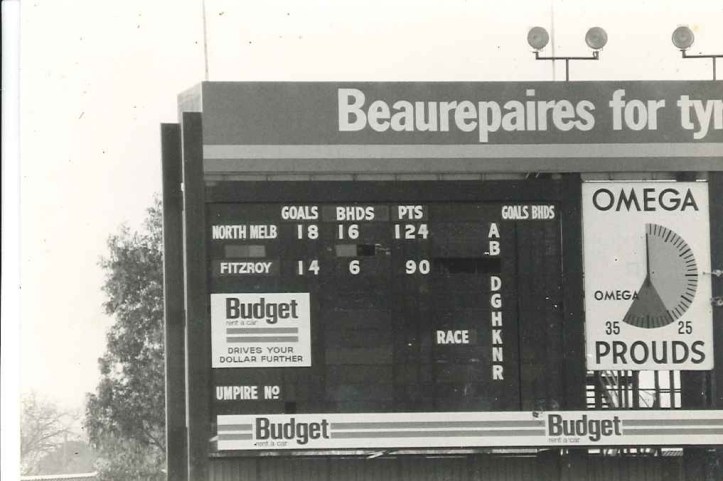 Beaurepaires for tyr
GOALS BHDS PTS GOALS BHDS
NORTH MELB 18 16 124 A
B
FITZROY 14 6 90
D
G
H
RACE K
N
R
Budget
rent a car
DRIVES YOUR
DOLLAR FURTHER
UMPIRE NO
Budget
rent a car
Budget
rent a car
OMEGA
OMEGA
35 25
PROUDS